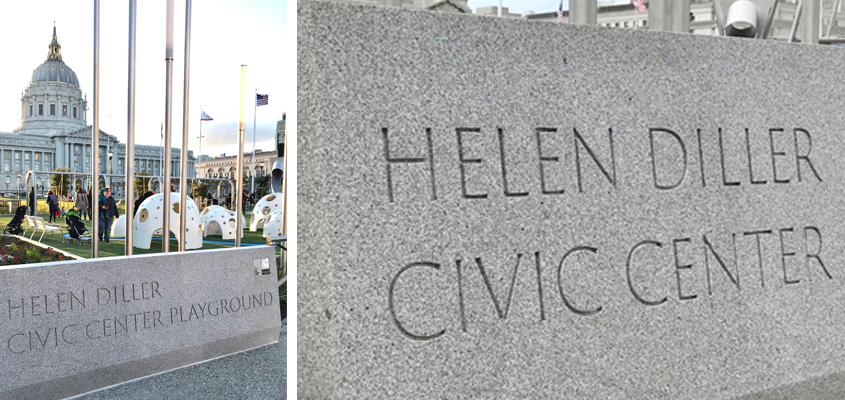 HELEN DILLER
CIVIC CENTER PLAYGROUND
HELEN DILLER
CIVIC CENTER